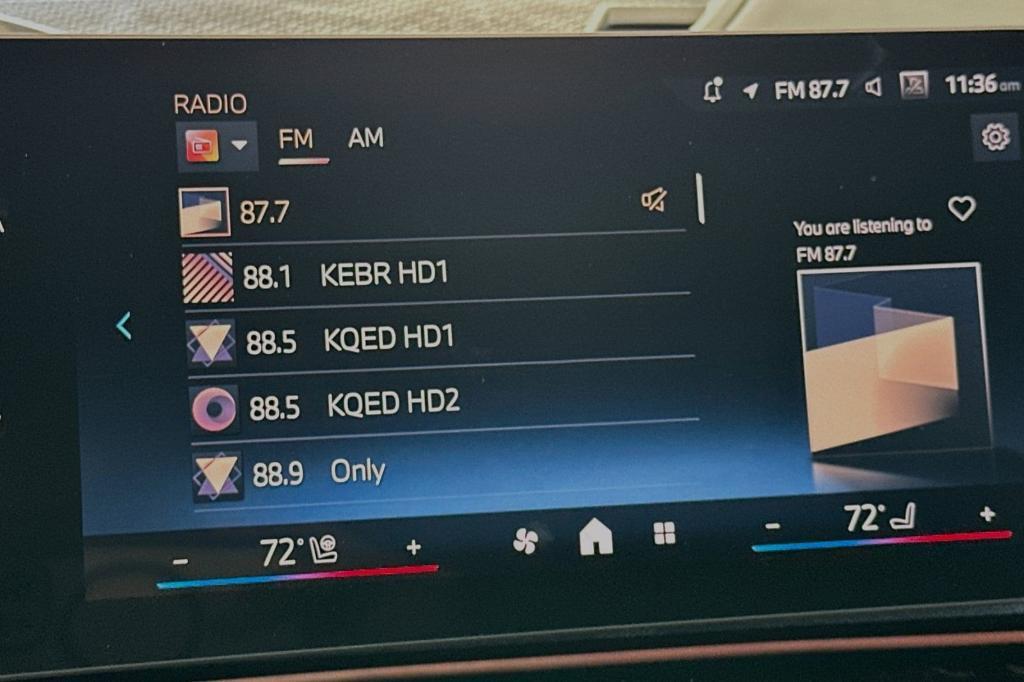 RADIO
FM 87.7 11:36 am
FM AM
87.7
88.1 KEBR HD1
You are listening to
FM 87.7
88.5 KQED HD1
88.5 KQED HD2
88.9 Only
- 72° +
- 72° +